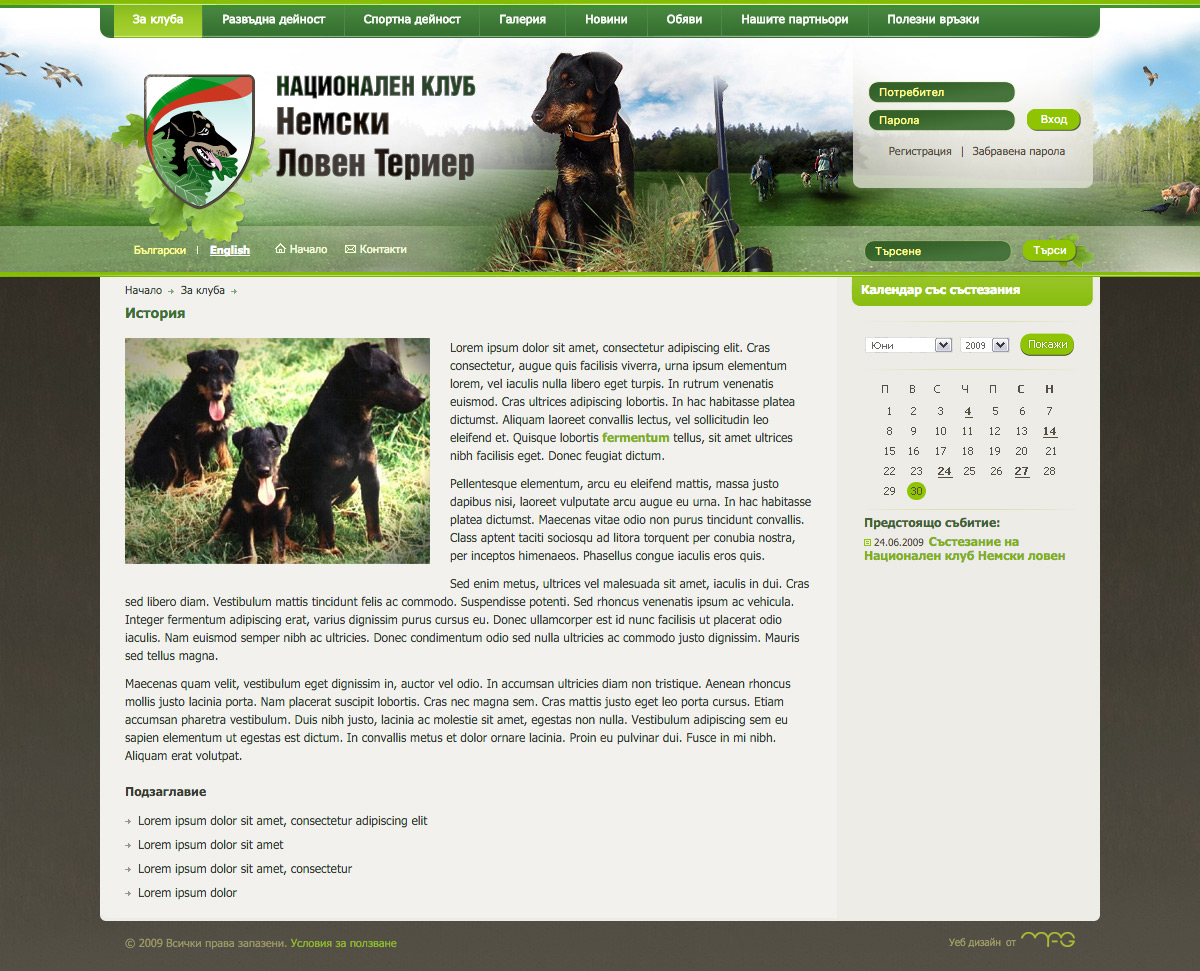 За клуба Развъдна дейност Спортна дейност Галерия Новини Обяви Нашите партньори Полезни връзки
НАЦИОНАЛЕН КЛУБ
Немски
Ловен Териер
Потребител
Парола Вход
Регистрация | Забравена парола
Български | English Начало Контакти
Търсене Търси
Начало За клуба
История
Lorem ipsum dolor sit amet, consectetur adipiscing elit. Cras
consectetur, augue quis facilisis viverra, urna ipsum elementum
lorem, vel iaculis nulla libero eget turpis. In rutrum venenatis
euismod. Cras ultrices adipiscing lobortis. In hac habitasse platea
dictumst. Aliquam laoreet convallis lectus, vel sollicitudin leo
eleifend et. Quisque lobortis fermentum tellus, sit amet ultrices
nibh facilisis eget. Donec feugiat dictum.
Pellentesque elementum, arcu eu eleifend mattis, massa justo
dapibus nisi, laoreet vulputate arcu augue eu urna. In hac habitasse
platea dictumst. Maecenas vitae odio non purus tincidunt convallis.
Class aptent taciti sociosqu ad litora torquent per conubia nostra,
per inceptos himenaeos. Phasellus congue iaculis eros quis.
Sed enim metus, ultrices vel malesuada sit amet, iaculis in dui. Cras
sed libero diam. Vestibulum mattis tincidunt felis ac commodo. Suspendisse potenti. Sed rhoncus venenatis ipsum ac vehicula.
Integer fermentum adipiscing erat, varius dignissim purus cursus eu. Donec ullamcorper est id nunc facilisis ut placerat odio
iaculis. Nam euismod semper nibh ac ultricies. Donec condimentum odio sed nulla ultricies ac commodo justo dignissim. Mauris
sed tellus magna.
Maecenas quam velit, vestibulum eget dignissim in, auctor vel odio. In accumsan ultricies diam non tristique. Aenean rhoncus
mollis justo lacinia porta. Nam placerat suscipit lobortis. Cras nec magna sem. Cras mattis justo eget leo porta cursus. Etiam
accumsan pharetra vestibulum. Duis nibh justo, lacinia ac molestie sit amet, egestas non nulla. Vestibulum adipiscing sem eu
sapien elementum ut egestas est dictum. In convallis metus et dolor ornare lacinia. Proin eu pulvinar dui. Fusce in mi nibh.
Aliquam erat volutpat.
Подзаглавие
Lorem ipsum dolor sit amet, consectetur adipiscing elit
Lorem ipsum dolor sit amet
Lorem ipsum dolor sit amet, consectetur
Lorem ipsum dolor
Календар със състезания
Юни 2009 Покажи
П В С Ч П С Н
1 2 3 4 5 6 7
8 9 10 11 12 13 14
15 16 17 18 19 20 21
22 23 24 25 26 27 28
29 30
Предстоящо събитие:
24.06.2009 Състезание на
Национален клуб Немски ловен
© 2009 Всички права запазени. Условия за ползване
Уеб дизайн от